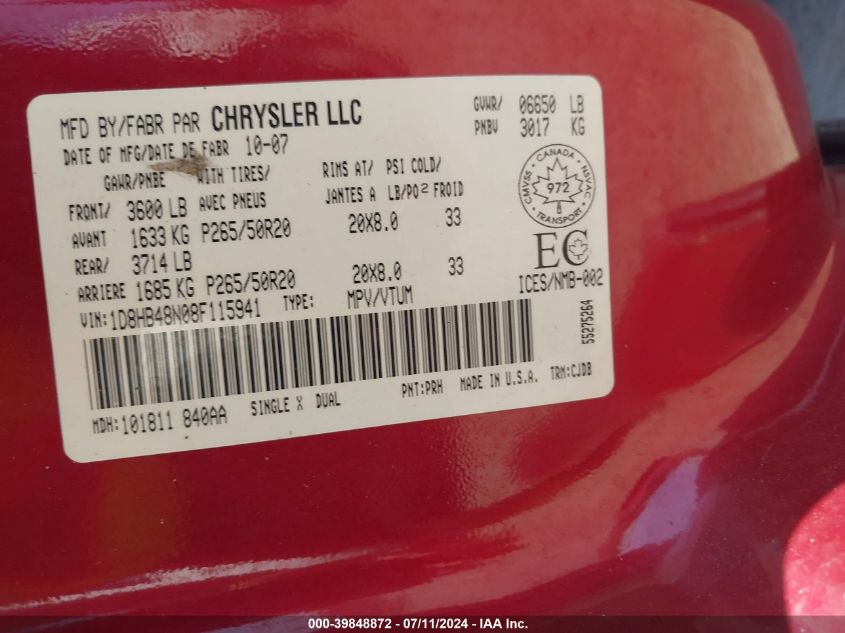 MFD BY/FABR PAR CHRYSLER LLC
GVWR/ 06650 LB
PNBV 3017 KG
DATE OF MFG/DATE DE FABR 10-07
GAWR/PNBE WITH TIRES/ RIMS AT/ PSI COLD/
FRONT/ 3600 LB AVEC PNEUS JANTES A LB/PO² FROID
AVANT 1633 KG P265/50R20 20X8.0 33
REAR/ 3714 LB
ARRIERE 1685 KG P265/50R20 20X8.0 33
CANADA
CMVSS NSVAC
972
TRANSPORT
EC
ICES/NMB-002
VIN:1D8HB48N08F115941 TYPE: MPV/VTUM
55275264
MDH:101811 840AA SINGLE X DUAL PNT:PRH MADE IN U.S.A. TRM:CJDB
000-39848872 / 07/11/2024 - IAA Inc.